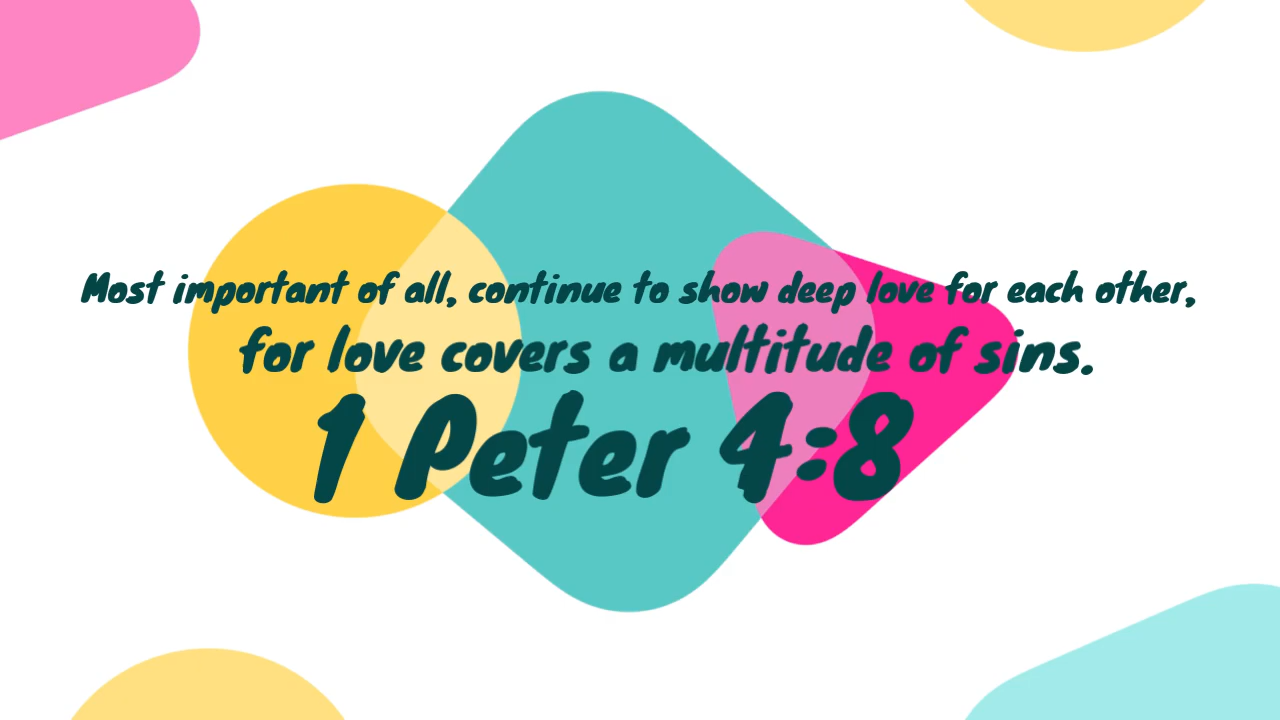 Most important of all, continue to show deep love for each other,
for love covers a multitude of sins.
1 Peter 4:8